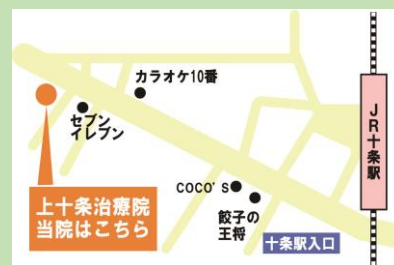 カラオケ10番
セブン
イレブン
JR十条駅
上十条治療院
当院はこちら
COCO'S
餃子の
王将
十条駅入口